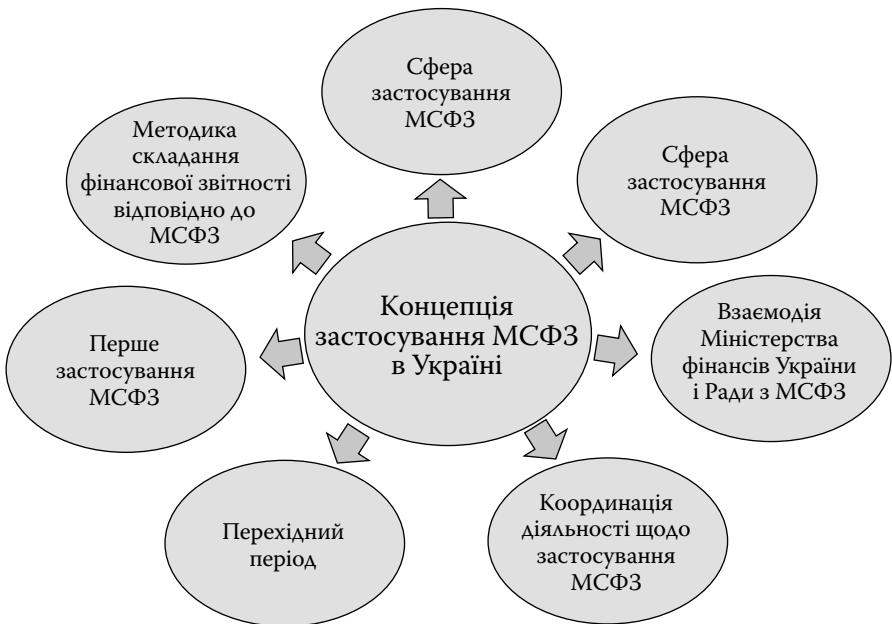 Сфера
застосування
МСФЗ
Сфера
застосування
МСФЗ
Взаємодія
Міністерства
фінансів України
і Ради з МСФЗ
Координація
діяльності щодо
застосування
МСФЗ
Перехідний
період
Перше
застосування
МСФЗ
Методика
складання
фінансової звітності
відповідно до
МСФЗ
Концепція
застосування МСФЗ
в Україні